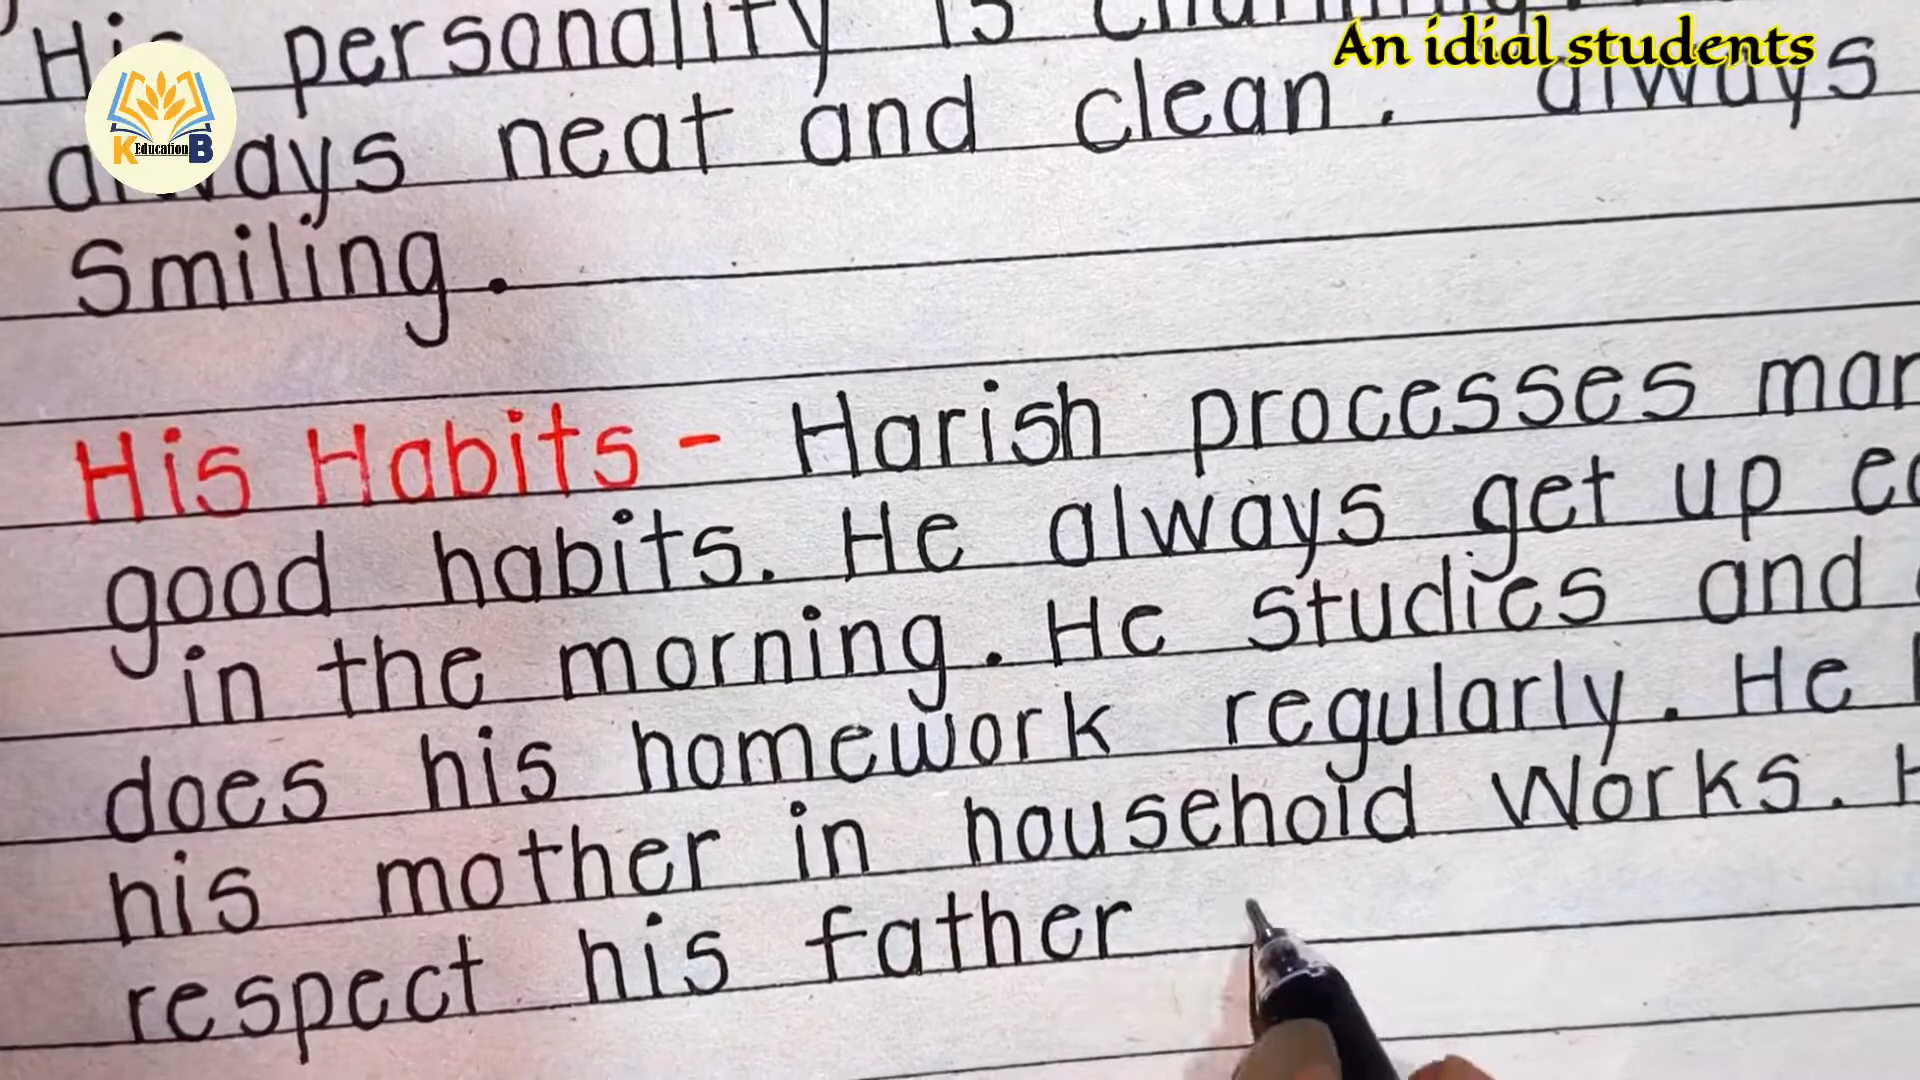 An idial students
His personality is
always neat and clean. always
Smiling.
K Education B
His Habits - Harish processes
good habits. He always get up
in the morning. He studies and
does his homework regularly. He
his mother in household works.
respect his father